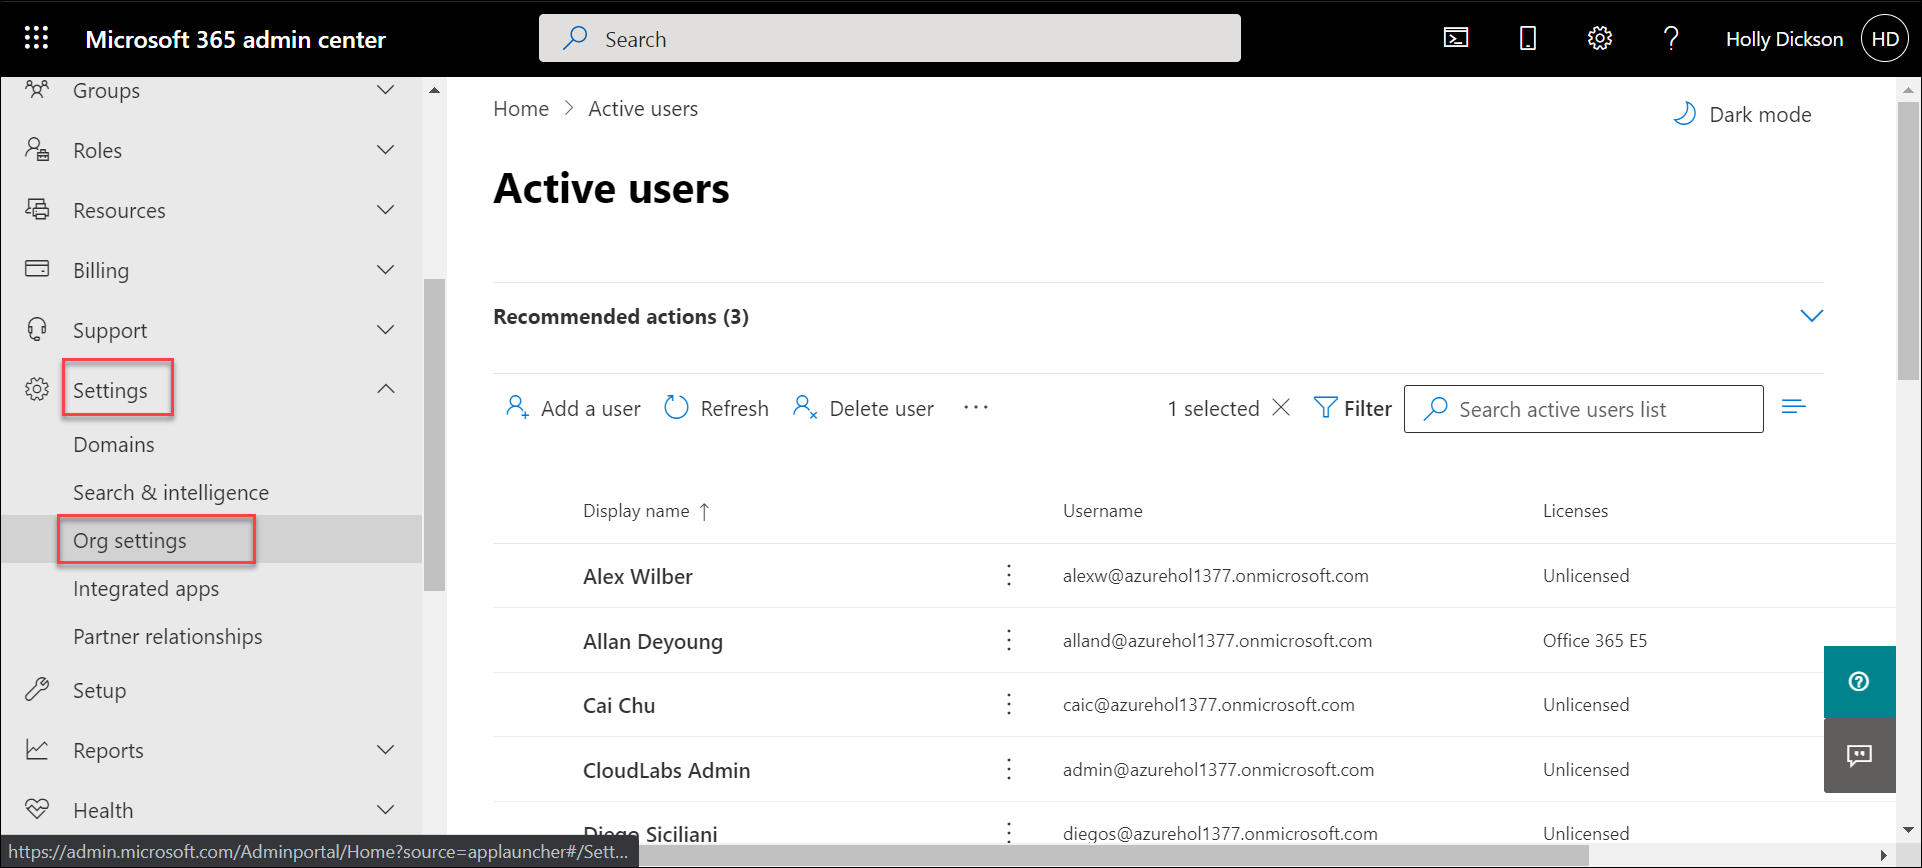 Microsoft 365 admin center
Search
Holly Dickson
HD
Groups
Roles
Resources
Billing
Support
Settings
Domains
Search & intelligence
Org settings
Integrated apps
Partner relationships
Setup
Reports
Health
https://admin.microsoft.com/Adminportal/Home?source=applauncher#/Sett...
Home > Active users
Dark mode
Active users
Recommended actions (3)
Add a user Refresh Delete user ··· 1 selected Filter Search active users list
Display name ↑ Username Licenses
Alex Wilber alexw@azurehol1377.onmicrosoft.com Unlicensed
Allan Deyoung alland@azurehol1377.onmicrosoft.com Office 365 E5
Cai Chu caic@azurehol1377.onmicrosoft.com Unlicensed
CloudLabs Admin admin@azurehol1377.onmicrosoft.com Unlicensed
Diego Siciliani diegos@azurehol1377.onmicrosoft.com Unlicensed